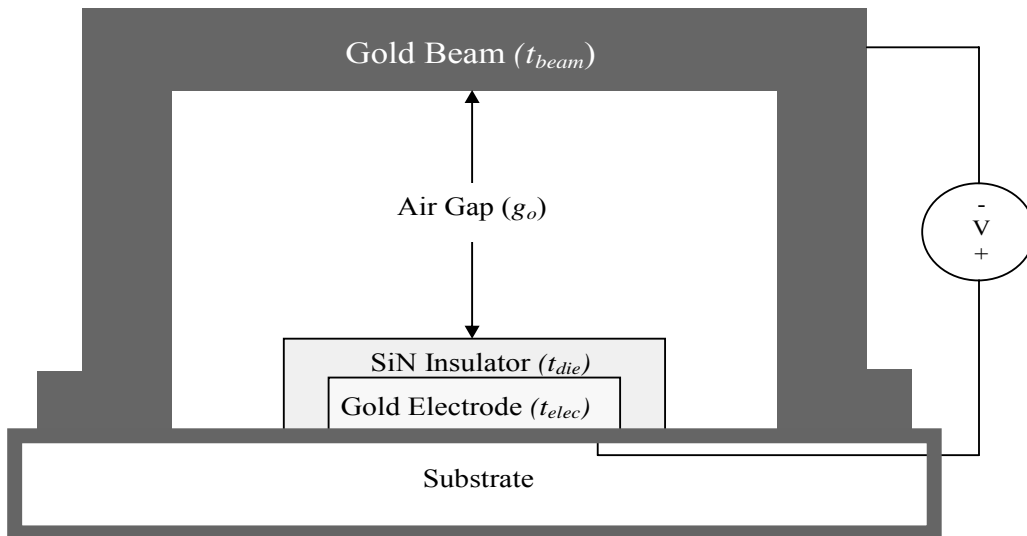 Gold Beam (t_beam)
Air Gap (g_o)
-
V
+
SiN Insulator (t_die)
Gold Electrode (t_elec)
Substrate